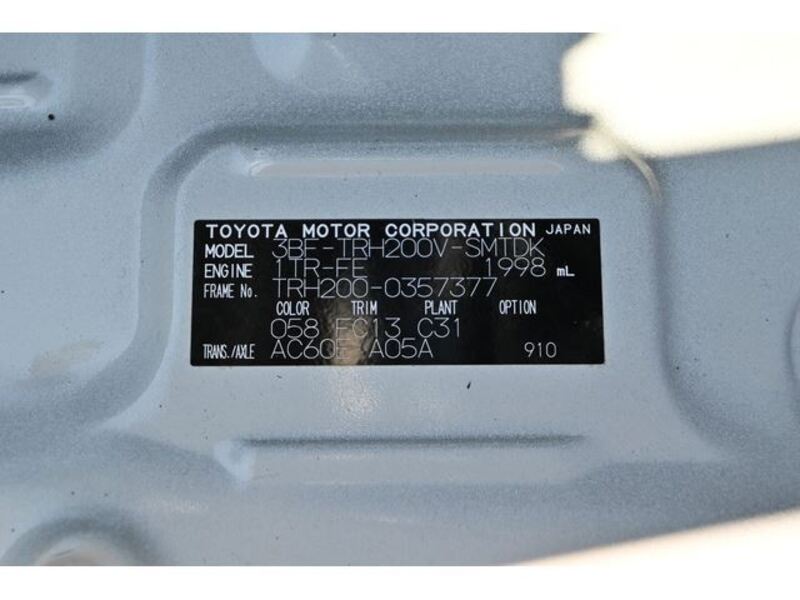 TOYOTA MOTOR CORPORATION JAPAN
MODEL 3BF-TRH200V-SMTDK
ENGINE 1TR-FE 1998 mL
FRAME No. TRH200-0357377
COLOR TRIM PLANT OPTION
058 FC13 C31
TRANS./AXLE AC60E A05A 910